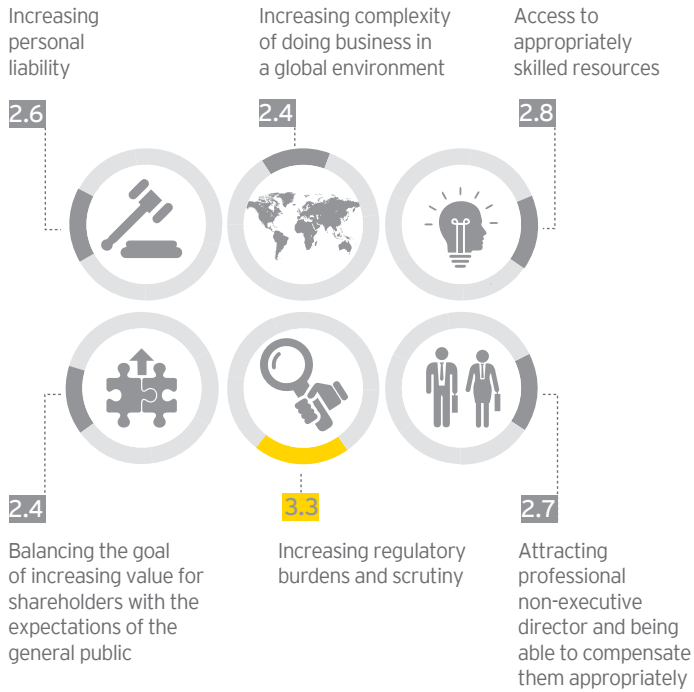 Increasing
personal
liability
2.6
Increasing complexity
of doing business in
a global environment
2.4
Access to
appropriately
skilled resources
2.8
2.4
Balancing the goal
of increasing value for
shareholders with the
expectations of the
general public
3.3
Increasing regulatory
burdens and scrutiny
2.7
Attracting
professional
non-executive
director and being
able to compensate
them appropriately